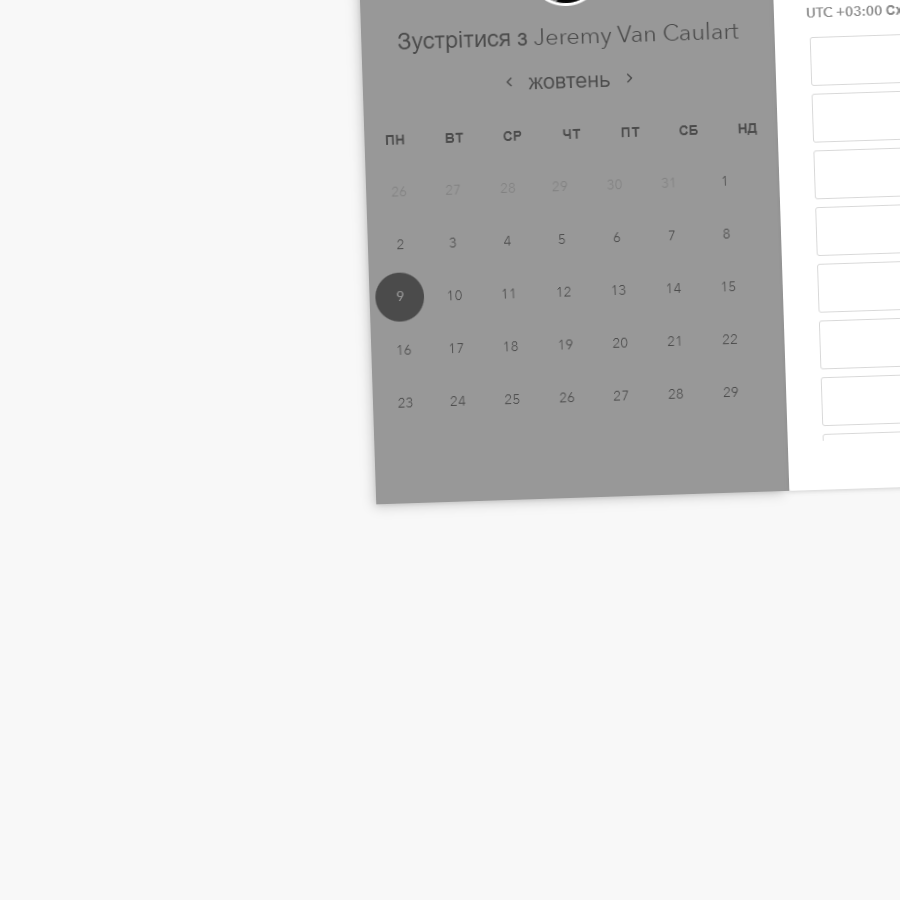 UTC +03:00
Зустрітися з Jeremy Van Caulart
‹ жовтень ›
ПН ВТ СР ЧТ ПТ СБ НД
26 27 28 29 30 31 1
2 3 4 5 6 7 8
9 10 11 12 13 14 15
16 17 18 19 20 21 22
23 24 25 26 27 28 29